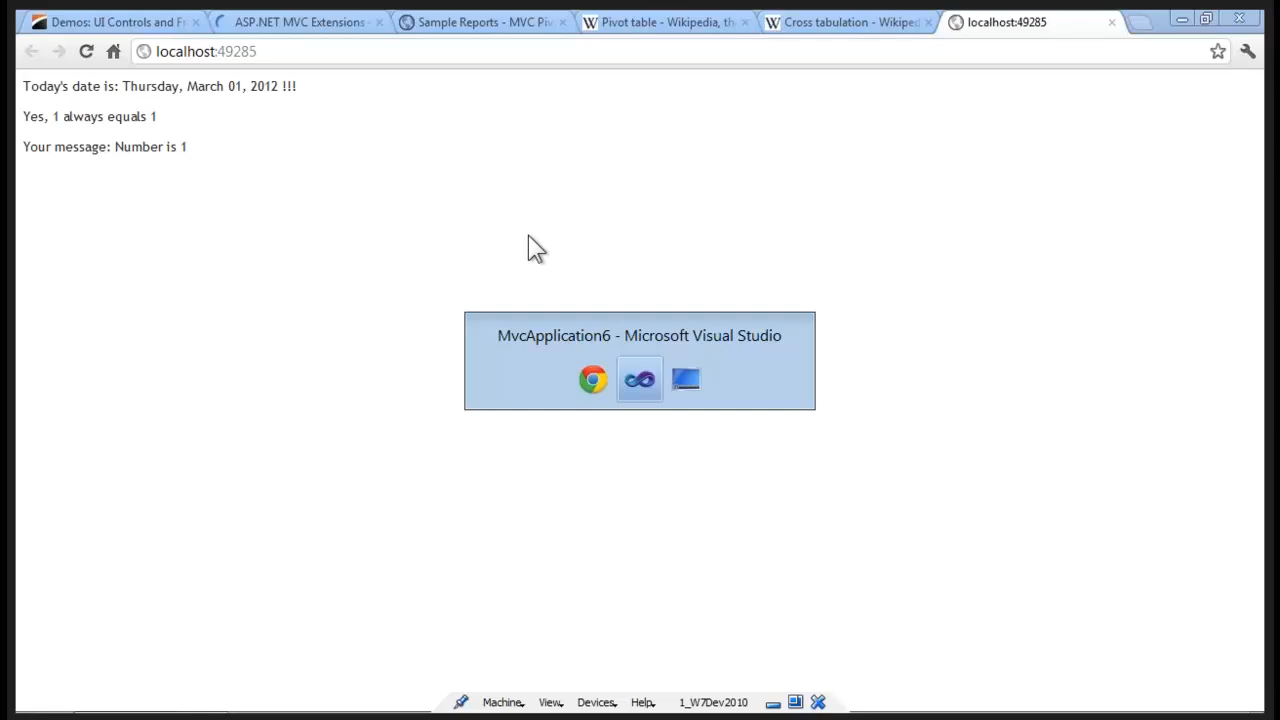 Demos: UI Controls and Fr
ASP.NET MVC Extensions
Sample Reports - MVC Piv
Pivot table - Wikipedia, the
Cross tabulation - Wikiped
localhost:49285
localhost:49285
Today's date is: Thursday, March 01, 2012 !!!
Yes, 1 always equals 1
Your message: Number is 1
MvcApplication6 - Microsoft Visual Studio
Machine View Devices Help 1_W7Dev2010